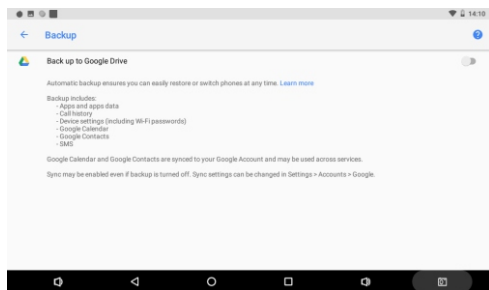 14:10
Backup
Back up to Google Drive
Automatic backup ensures you can easily restore or switch phones at any time. Learn more
Backup includes:
- Apps and apps data
- Call history
- Device settings (including Wi-Fi passwords)
- Google Calendar
- Google Contacts
- SMS
Google Calendar and Google Contacts are synced to your Google Account and may be used across services.
Sync may be enabled even if backup is turned off. Sync settings can be changed in Settings > Accounts > Google.